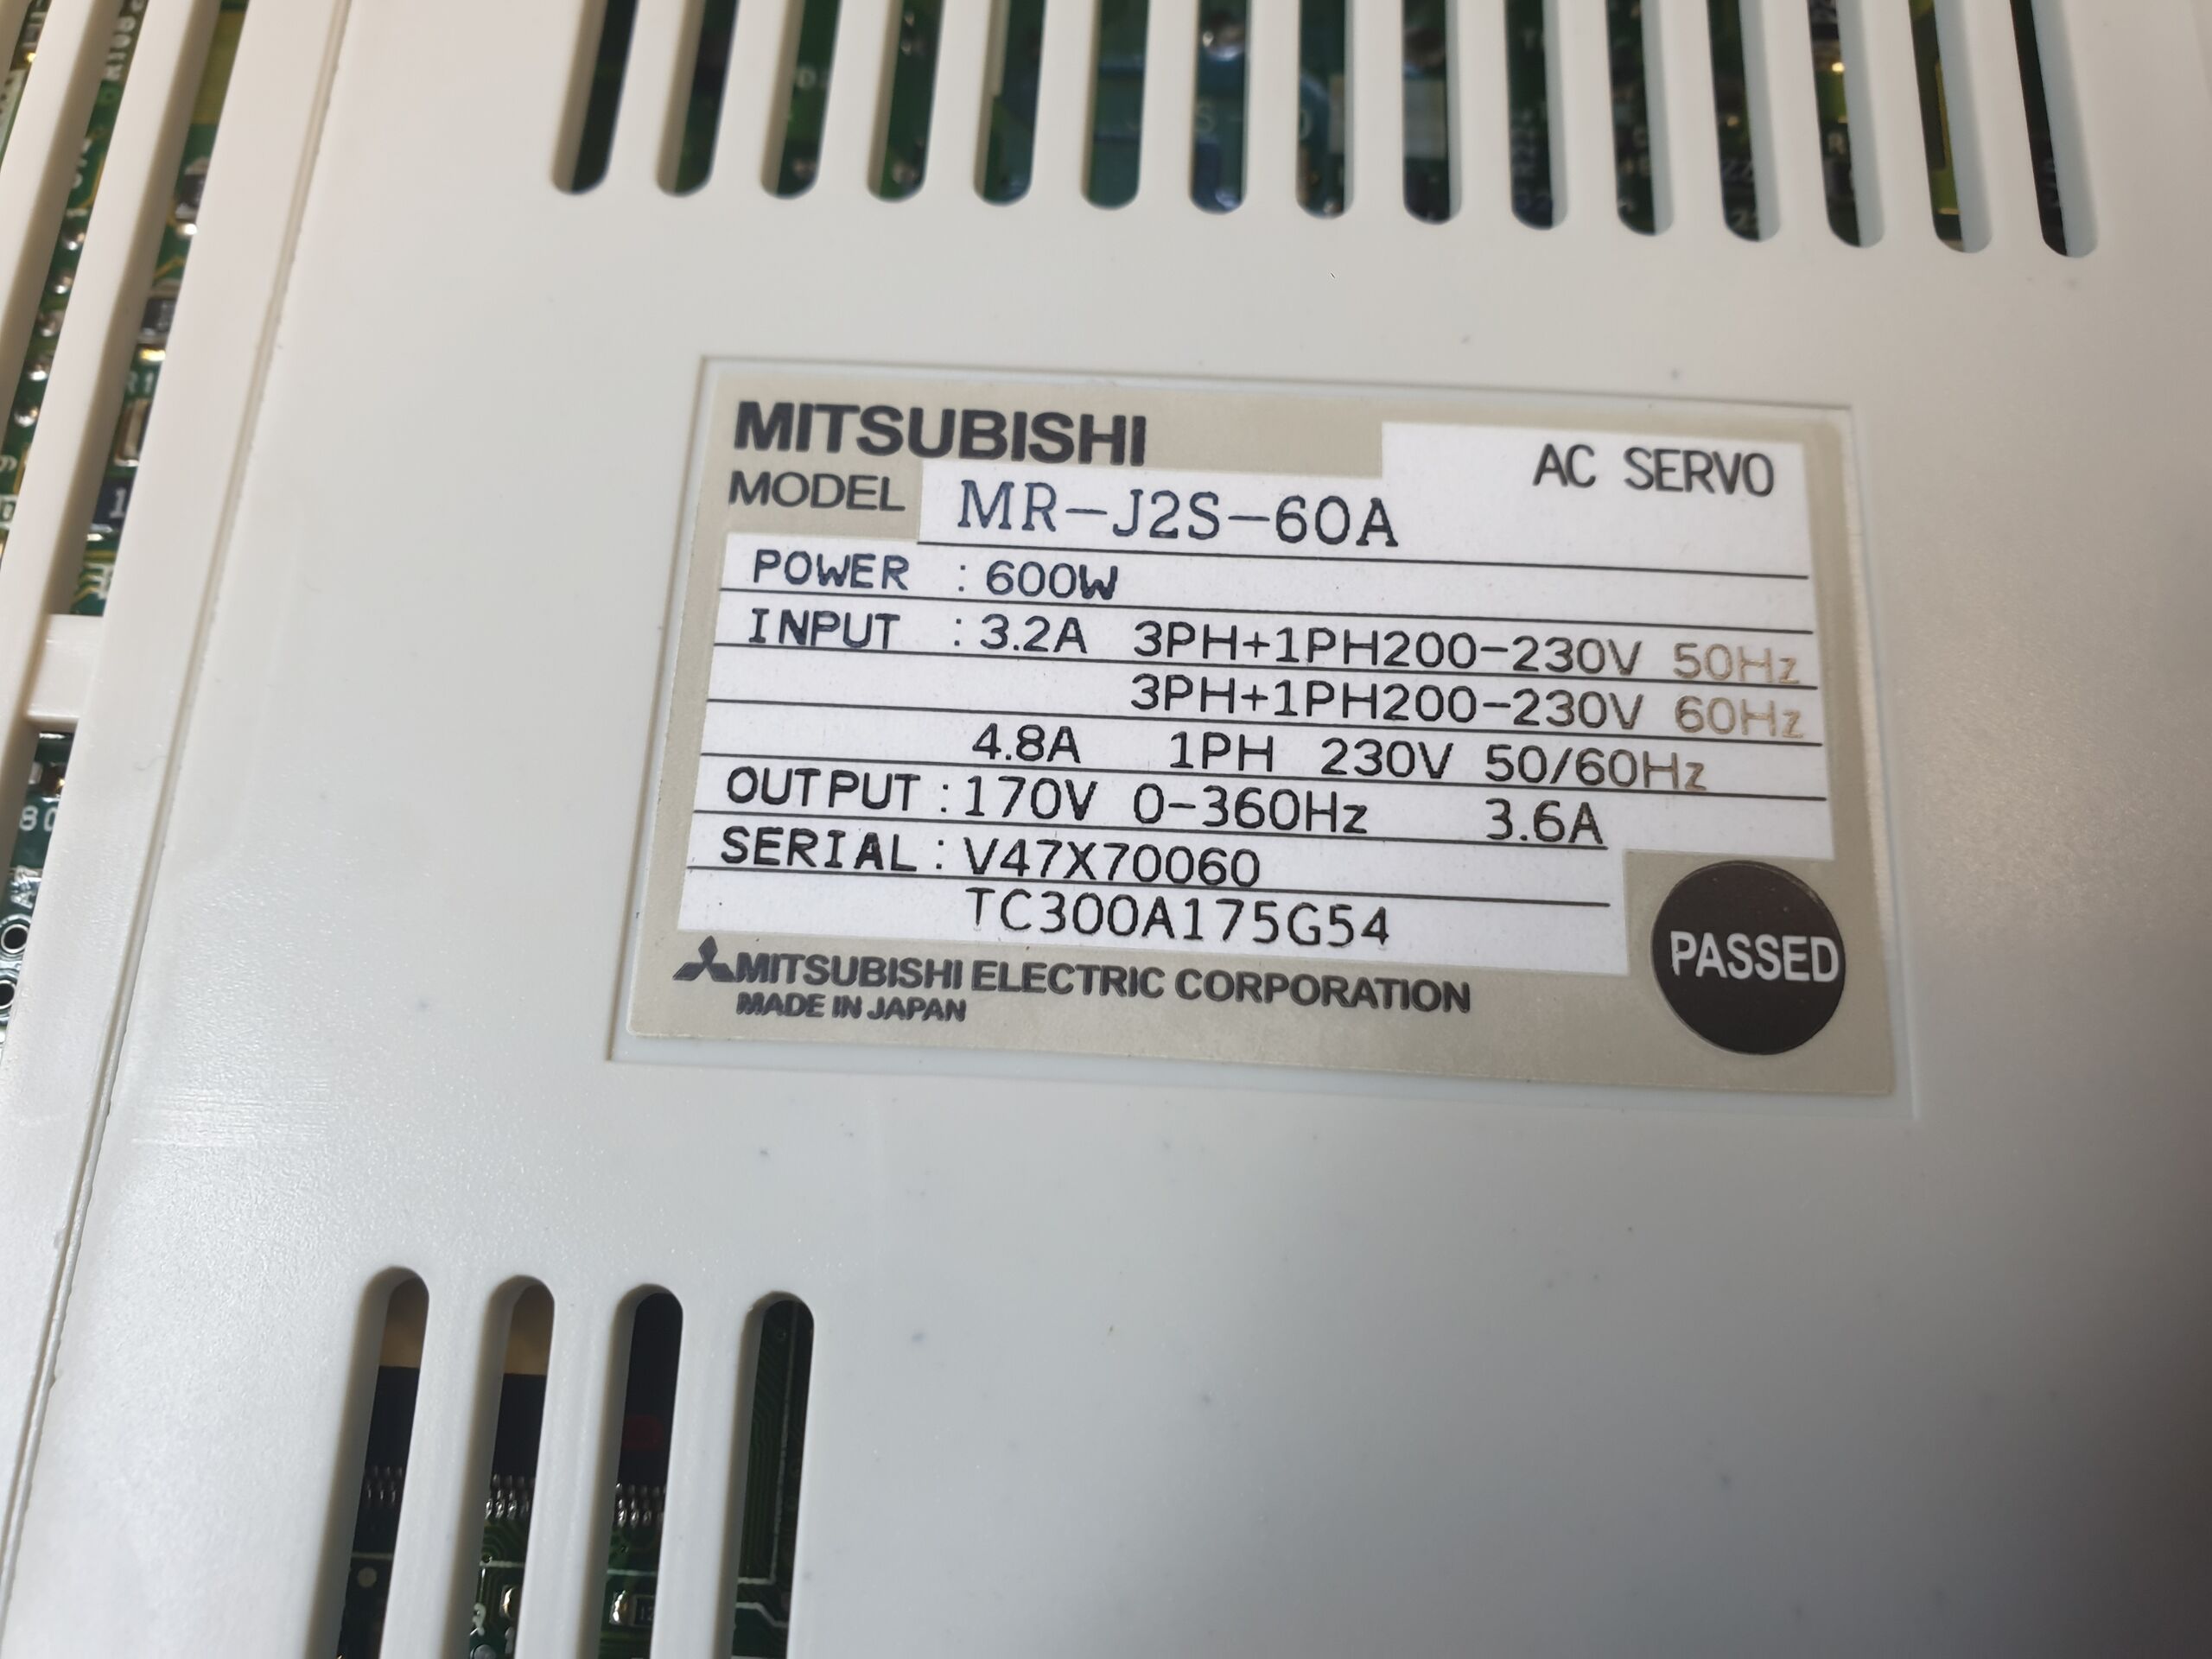 MITSUBISHI
AC SERVO
MODEL MR-J2S-60A
POWER : 600W
INPUT : 3.2A 3PH+1PH200-230V 50Hz
3PH+1PH200-230V 60Hz
4.8A 1PH 230V 50/60Hz
OUTPUT : 170V 0-360Hz 3.6A
SERIAL : V47X70060
TC300A175G54
PASSED
MITSUBISHI ELECTRIC CORPORATION
MADE IN JAPAN